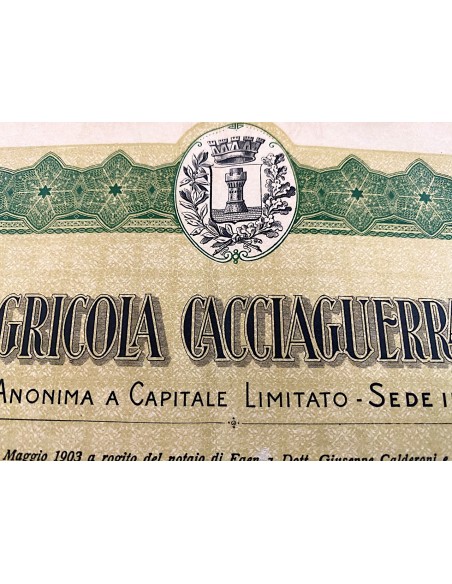 GRICOLA CACCIAGUERRA
ANONIMA A CAPITALE LIMITATO - SEDE I
Maggio 1903 a rogito del notaio di Faenza Dott. Giuseppe Calderoni e